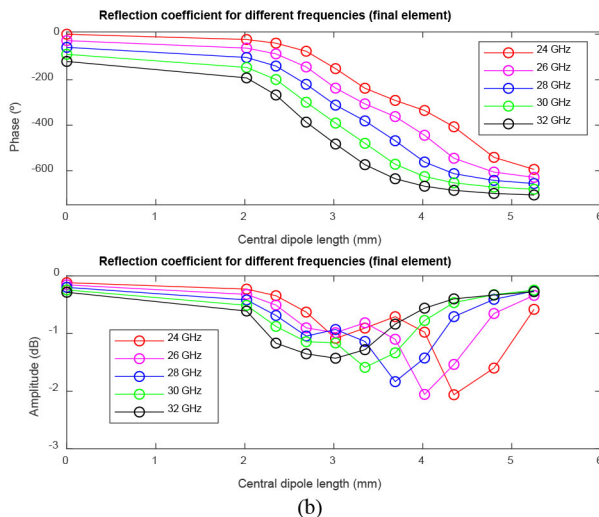 Reflection coefficient for different frequencies (final element)
0
-200
-400
-600
Phase (º)
24 GHz
26 GHz
28 GHz
30 GHz
32 GHz
0 1 2 3 4 5 6
Central dipole length (mm)
Reflection coefficient for different frequencies (final element)
0
-1
-2
-3
Amplitude (dB)
24 GHz
26 GHz
28 GHz
30 GHz
32 GHz
0 1 2 3 4 5 6
Central dipole length (mm)
(b)